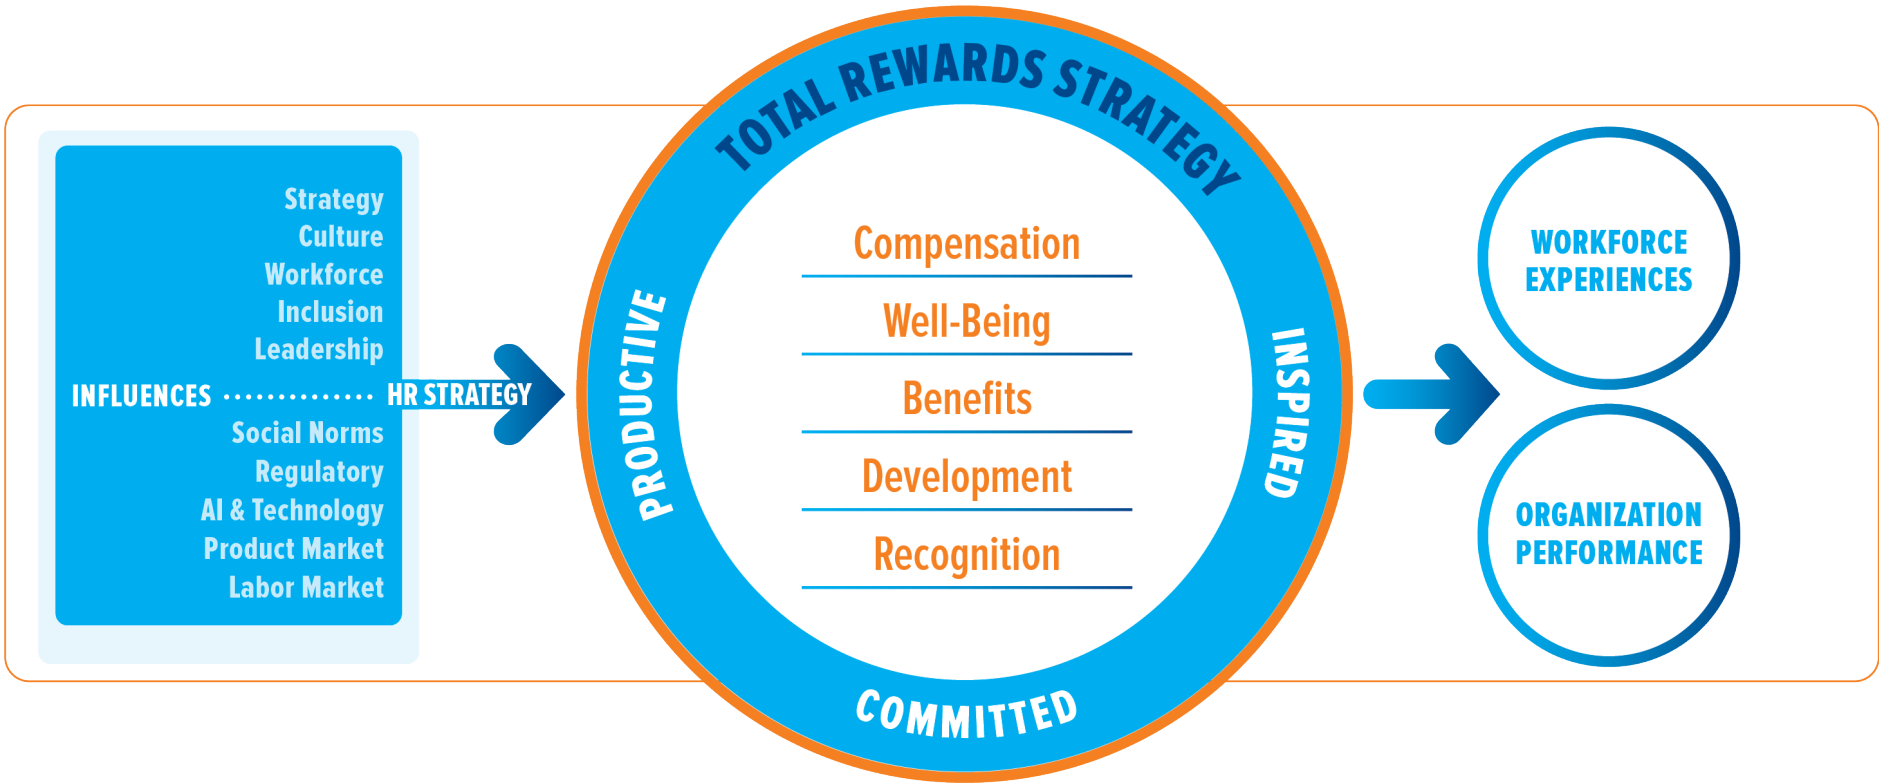 Strategy
Culture
Workforce
Inclusion
Leadership
INFLUENCES
HR STRATEGY
Social Norms
Regulatory
AI & Technology
Product Market
Labor Market
TOTAL REWARDS STRATEGY
PRODUCTIVE
Compensation
Well-Being
Benefits
Development
Recognition
INSPIRED
COMMITTED
WORKFORCE
EXPERIENCES
ORGANIZATION
PERFORMANCE